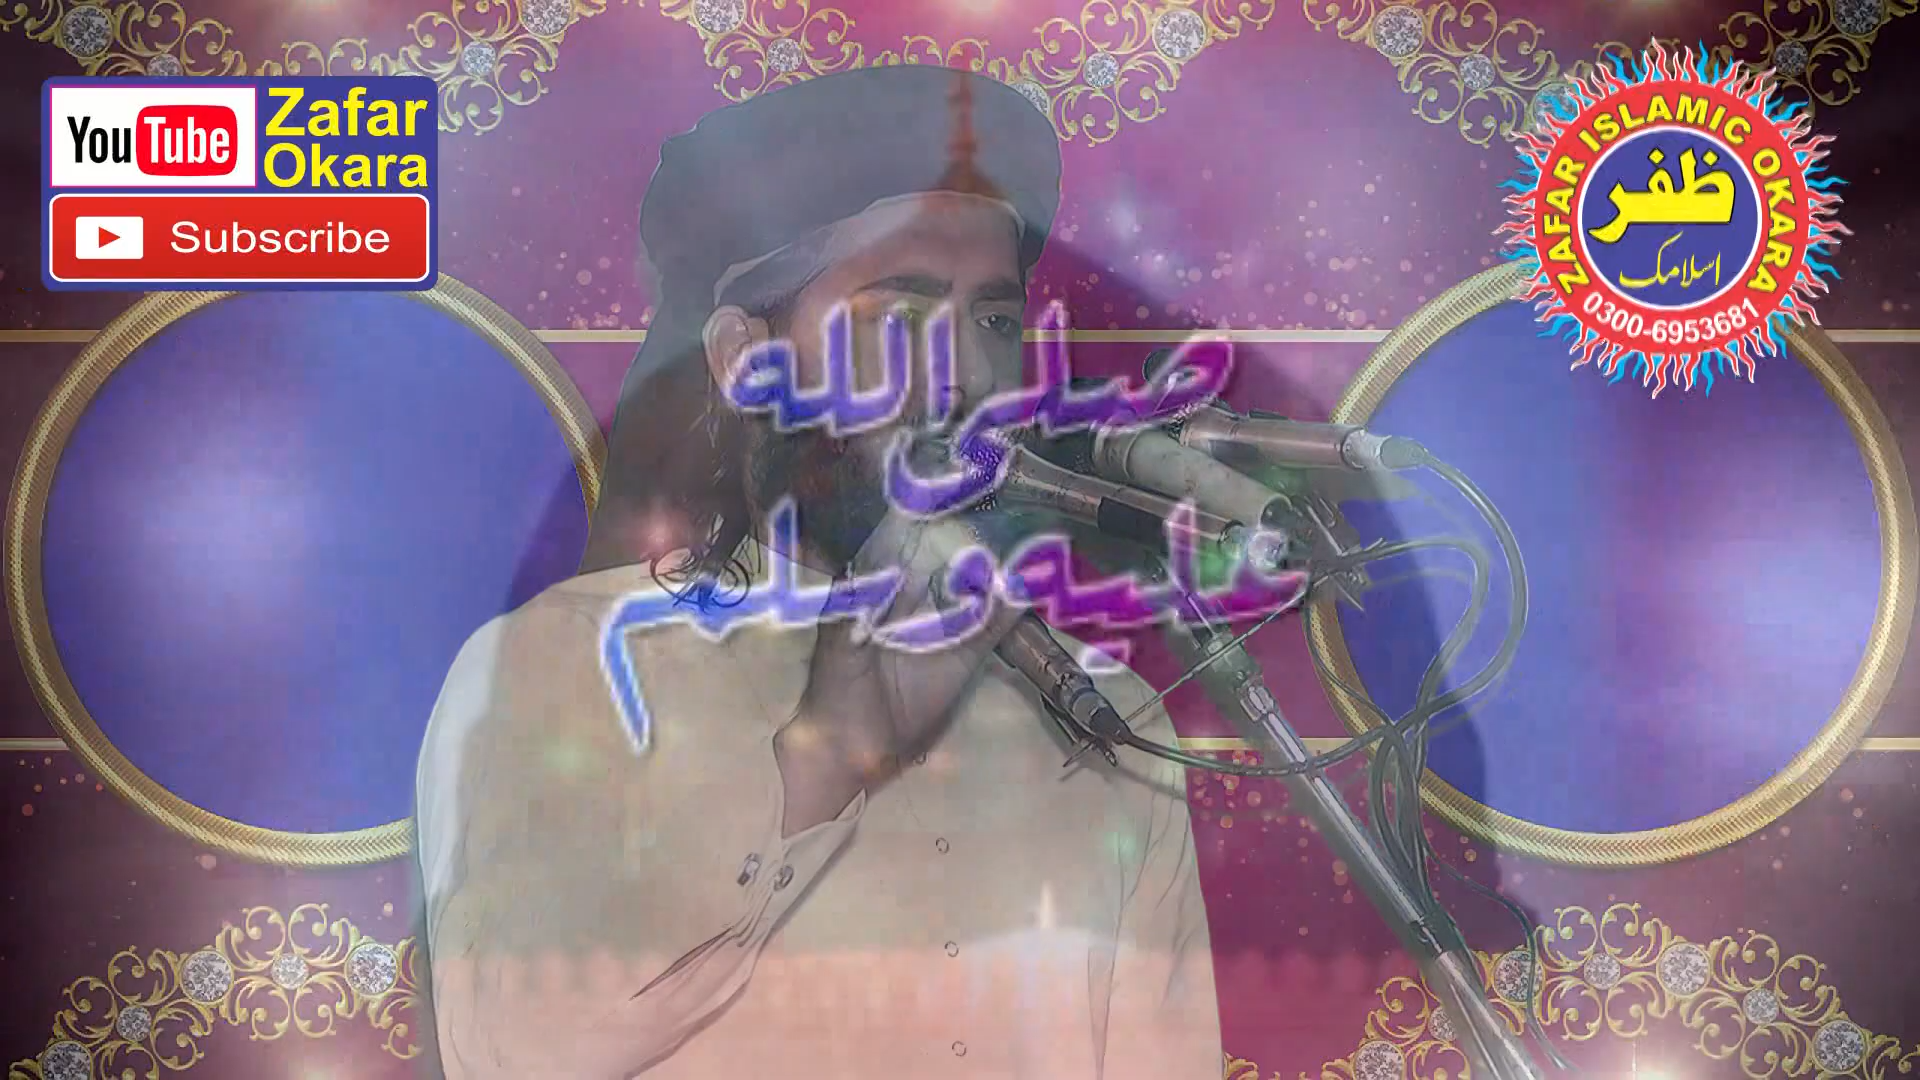 YouTube
Zafar
Okara
Subscribe
ZAFAR ISLAMIC OKARA
ظفر
اسلامک
0300-6953681
صلی اللہ
علیہ وسلم